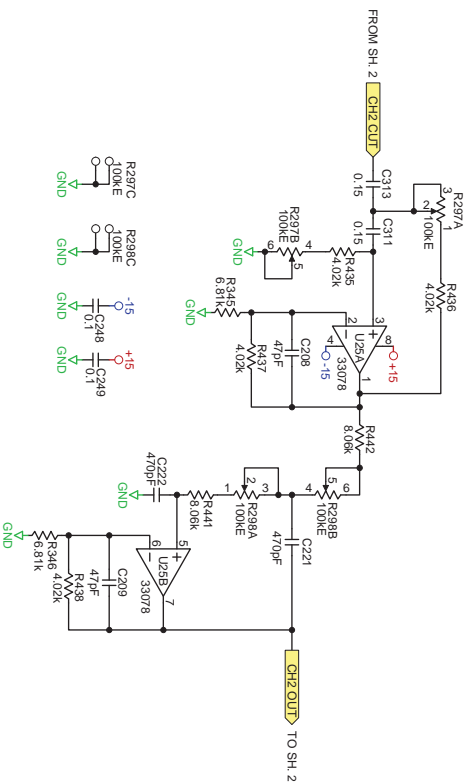 FROM SH. 2
CH2 CUT
C313
0.15
C311
0.15
3
R297A
1
2
100kE
R436
4.02k
R435
4.02k
R297B
100kE
4
5
6
GND
R345
6.81k
GND
2
3
4
8
1
-15
+15
U25A
33078
C208
47pF
R437
4.02k
R442
8.06k
R298B
100kE
4
5
6
R298A
100kE
1
2
3
R441
8.06k
C222
470pF
GND
C221
470pF
5
6
7
U25B
33078
C209
47pF
R438
4.02k
R346
6.81k
GND
CH2 OUT
TO SH. 2
R297C
100kE
GND
R298C
100kE
GND
-15
C248
0.1
GND
+15
C249
0.1
GND